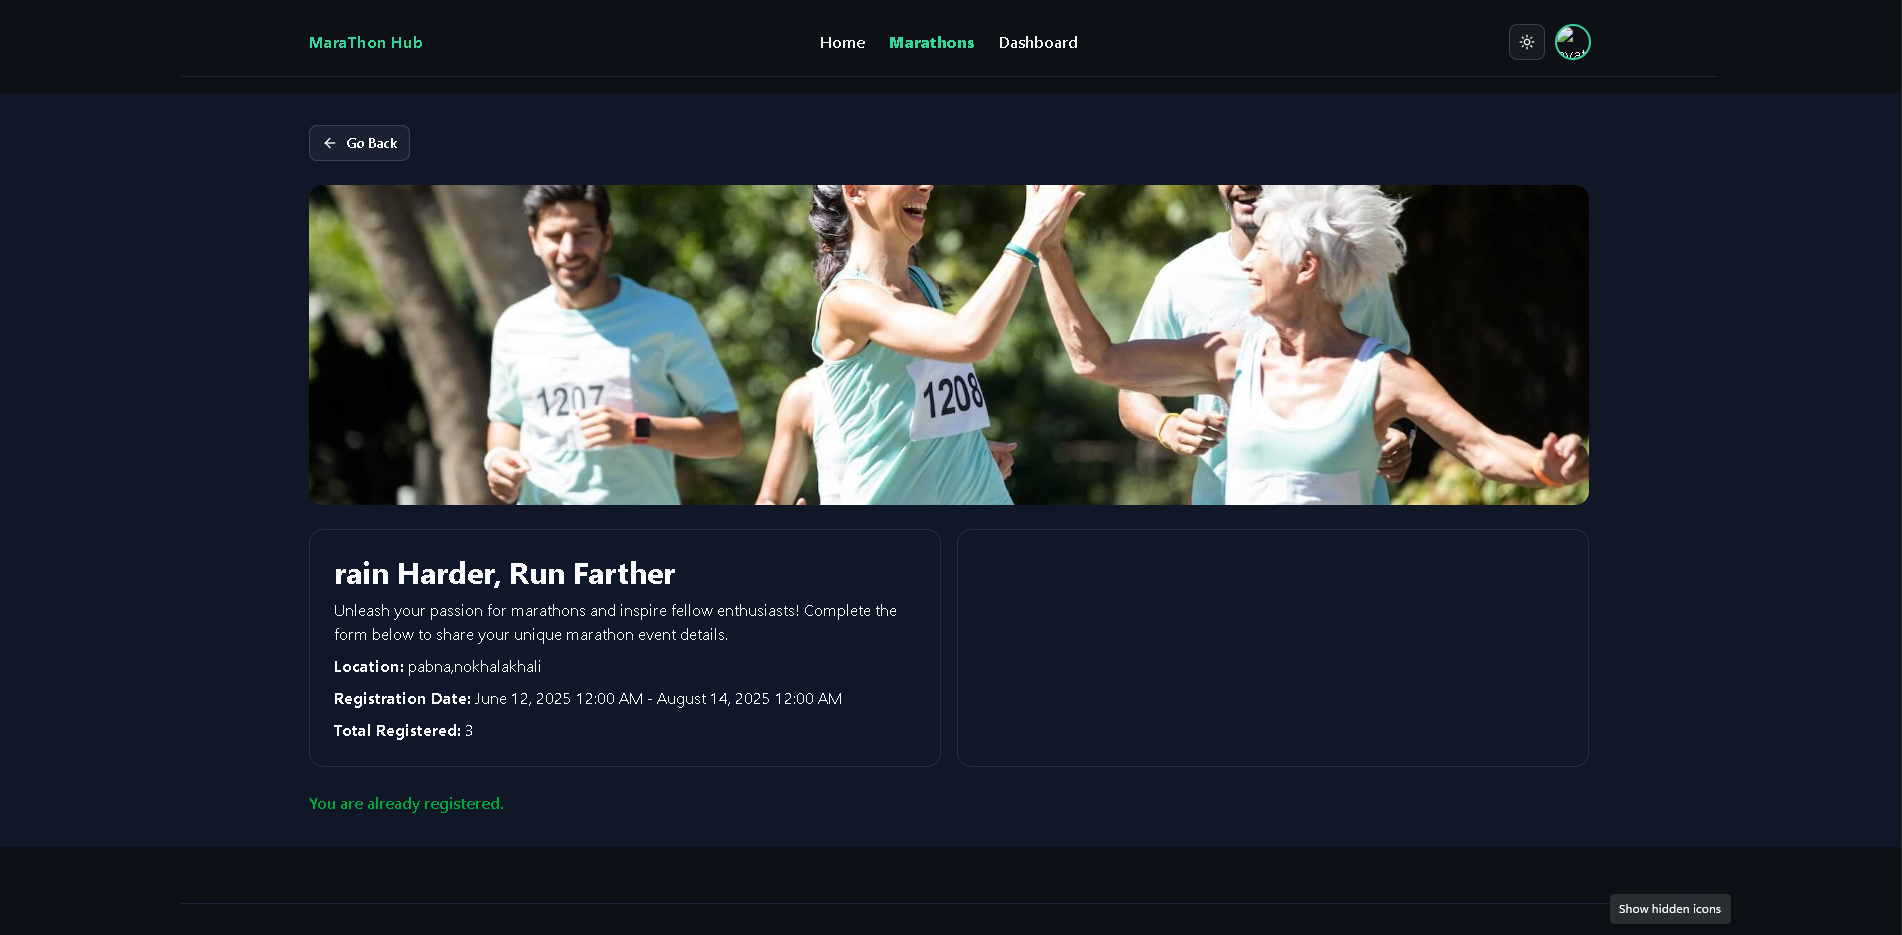 MaraThon Hub
Home Marathons Dashboard
Go Back
1207
1208
rain Harder, Run Farther
Unleash your passion for marathons and inspire fellow enthusiasts! Complete the
form below to share your unique marathon event details.
Location: pabna,nokhalakhali
Registration Date: June 12, 2025 12:00 AM - August 14, 2025 12:00 AM
Total Registered: 3
You are already registered.
Show hidden icons